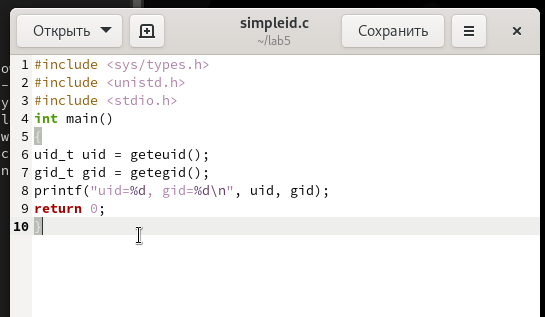 Открыть
simpleid.c
~/lab5
Сохранить
1 #include <sys/types.h>
2 #include <unistd.h>
3 #include <stdio.h>
4 int main()
5 {
6 uid_t uid = geteuid();
7 gid_t gid = getegid();
8 printf("uid=%d, gid=%d\n", uid, gid);
9 return 0;
10 }